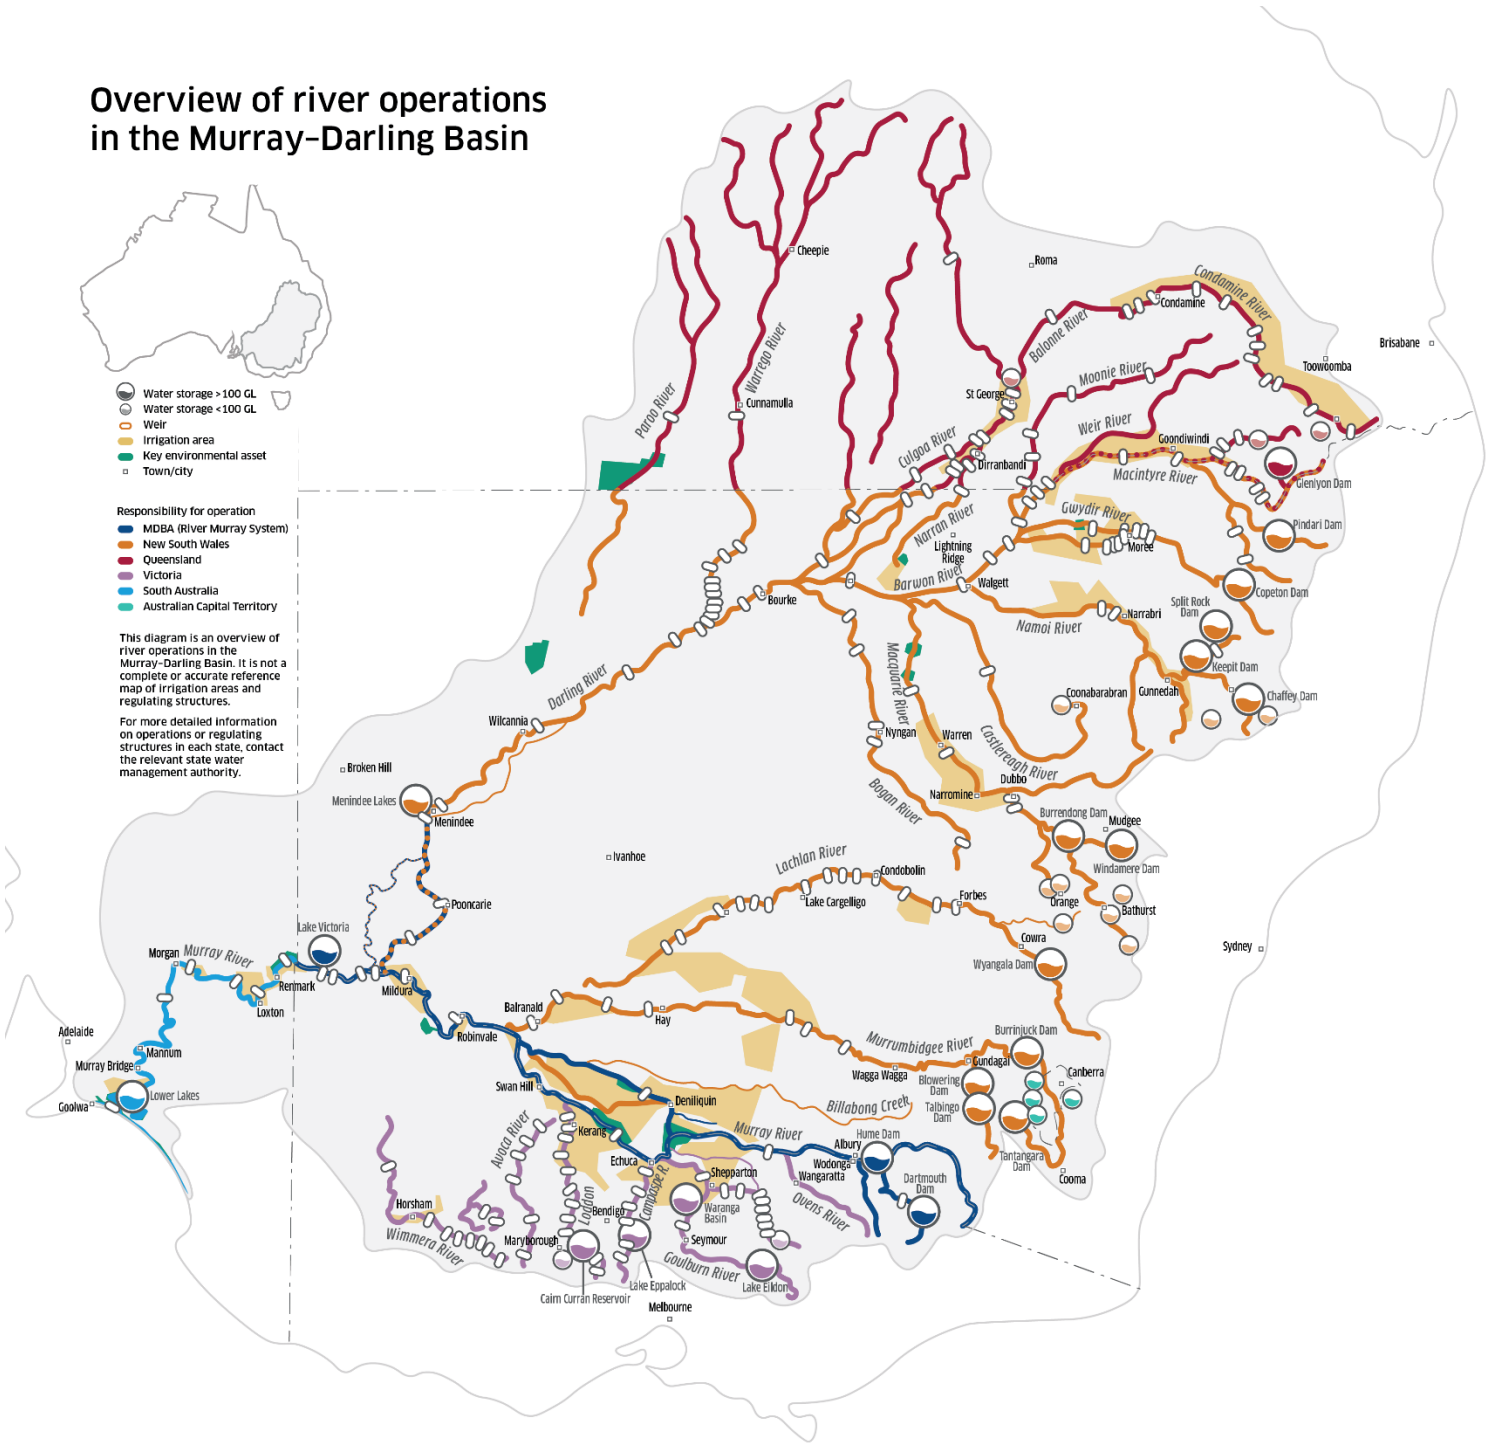 Overview of river operations
in the Murray–Darling Basin
Water storage >100 GL
Water storage <100 GL
Weir
Irrigation area
Key environmental asset
Town/city
Responsibility for operation
MDBA (River Murray System)
New South Wales
Queensland
Victoria
South Australia
Australian Capital Territory
This diagram is an overview of
river operations in the
Murray–Darling Basin. It is not a
complete or accurate reference
map of irrigation areas and
regulating structures.
For more detailed information
on operations or regulating
structures in each state, contact
the relevant state water
management authority.
Cheepie
Roma
Condamine River
Condamine
Balonne River
Brisabane
Toowoomba
Warrego River
Moonie River
Paroo River
Cunnamulla
St George
Weir River
Culgoa River
Goondiwindi
Dirranbandi
Macintyre River
Glenlyon Dam
Gwydir River
Narran River
Pindari Dam
Lightning
Ridge
Moree
Barwon River
Walgett
Copeton Dam
Bourke
Split Rock
Dam
Narrabri
Namoi River
Macquarie River
Keepit Dam
Darling River
Coonabarabran
Gunnedah
Chaffey Dam
Wilcannia
Nyngan
Warren
Castlereagh River
Broken Hill
Dubbo
Menindee Lakes
Narromine
Bogan River
Menindee
Burrendong Dam
Mudgee
Ivanhoe
Lachlan River
Windamere Dam
Condobolin
Pooncarie
Lake Cargelligo
Forbes
Orange
Bathurst
Lake Victoria
Cowra
Sydney
Morgan
Murray River
Wyangala Dam
Renmark
Mildura
Loxton
Balranald
Hay
Adelaide
Robinvale
Burrinjuck Dam
Mannum
Murrumbidgee River
Murray Bridge
Gundagai
Wagga Wagga
Canberra
Swan Hill
Blowering
Dam
Lower Lakes
Goolwa
Deniliquin
Billabong Creek
Talbingo
Dam
Avoca River
Kerang
Murray River
Hume Dam
Albury
Tantangara
Dam
Echuca
Wodonga
Shepparton
Wangaratta
Dartmouth
Dam
Cooma
Campaspe R.
Loddon
Horsham
Bendigo
Waranga
Basin
Ovens River
Wimmera River
Maryborough
Seymour
Goulburn River
Lake Eppalock
Lake Eildon
Cairn Curran Reservoir
Melbourne